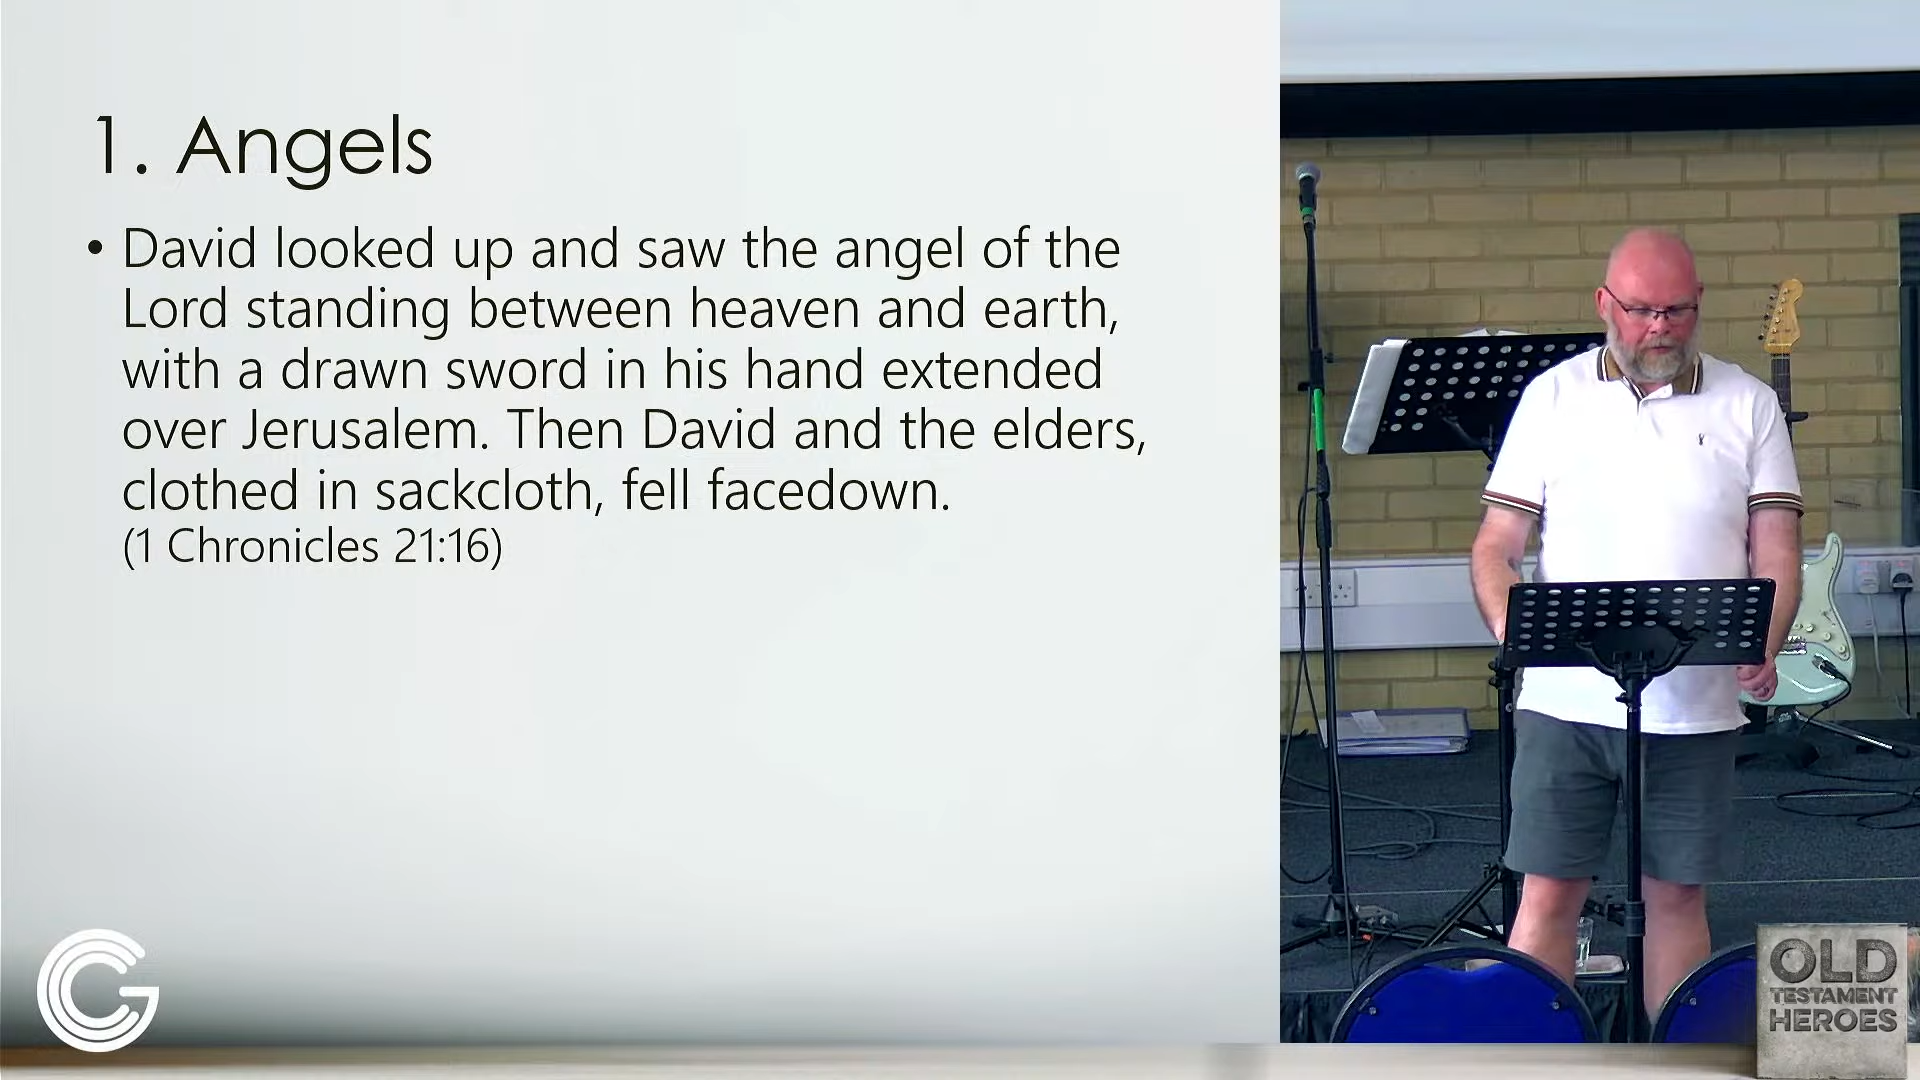 1. Angels
• David looked up and saw the angel of the
Lord standing between heaven and earth,
with a drawn sword in his hand extended
over Jerusalem. Then David and the elders,
clothed in sackcloth, fell facedown.
(1 Chronicles 21:16)
OLD
TESTAMENT
HEROES